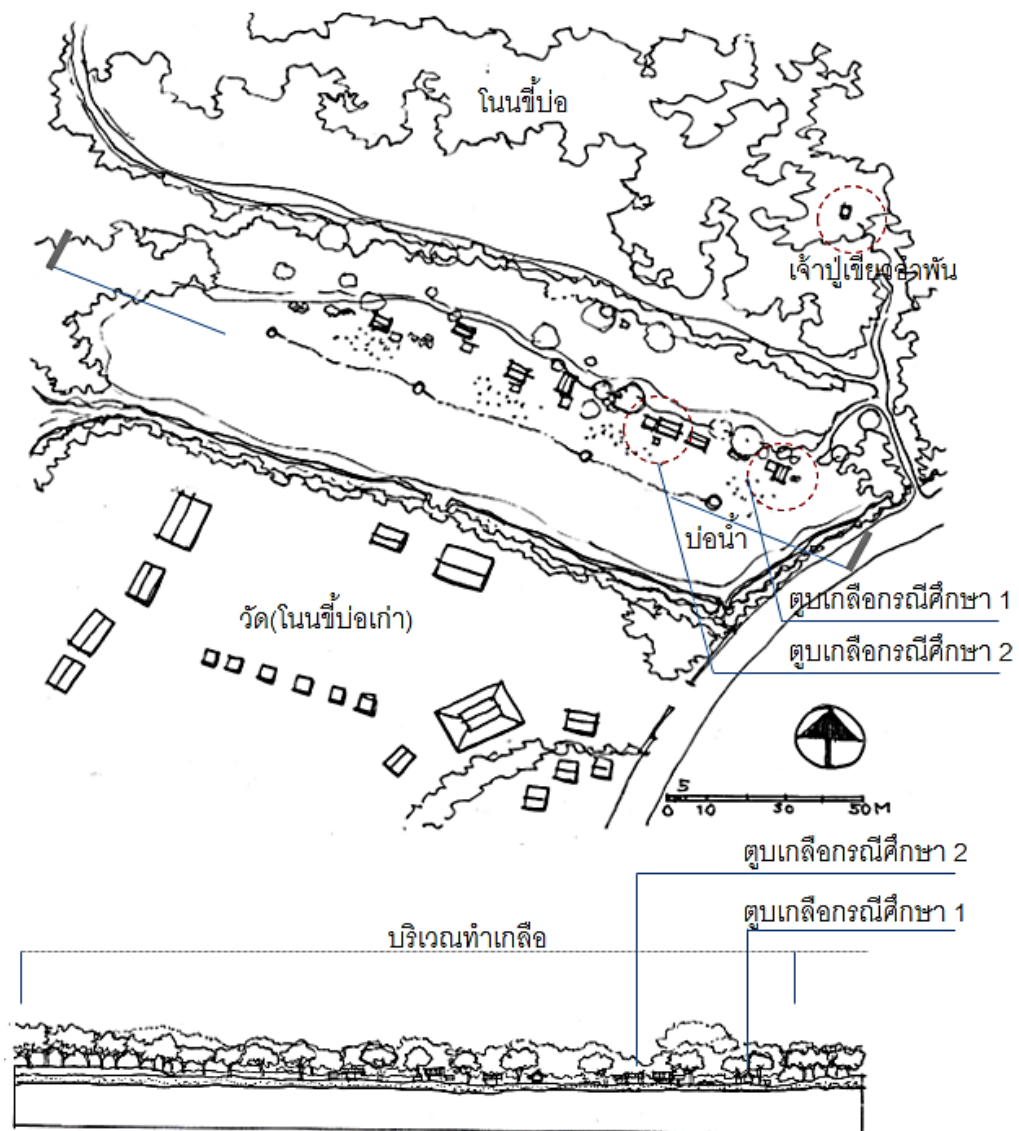 โนนขี้บ่อ
เจ้าปู่เขียวอำพัน
บ่อน้ำ
ตูบเกลือกรณีศึกษา 1
วัด(โนนขี้บ่อเก่า)
ตูบเกลือกรณีศึกษา 2
5
0 10 30 50 M
ตูบเกลือกรณีศึกษา 2
ตูบเกลือกรณีศึกษา 1
บริเวณทำเกลือ